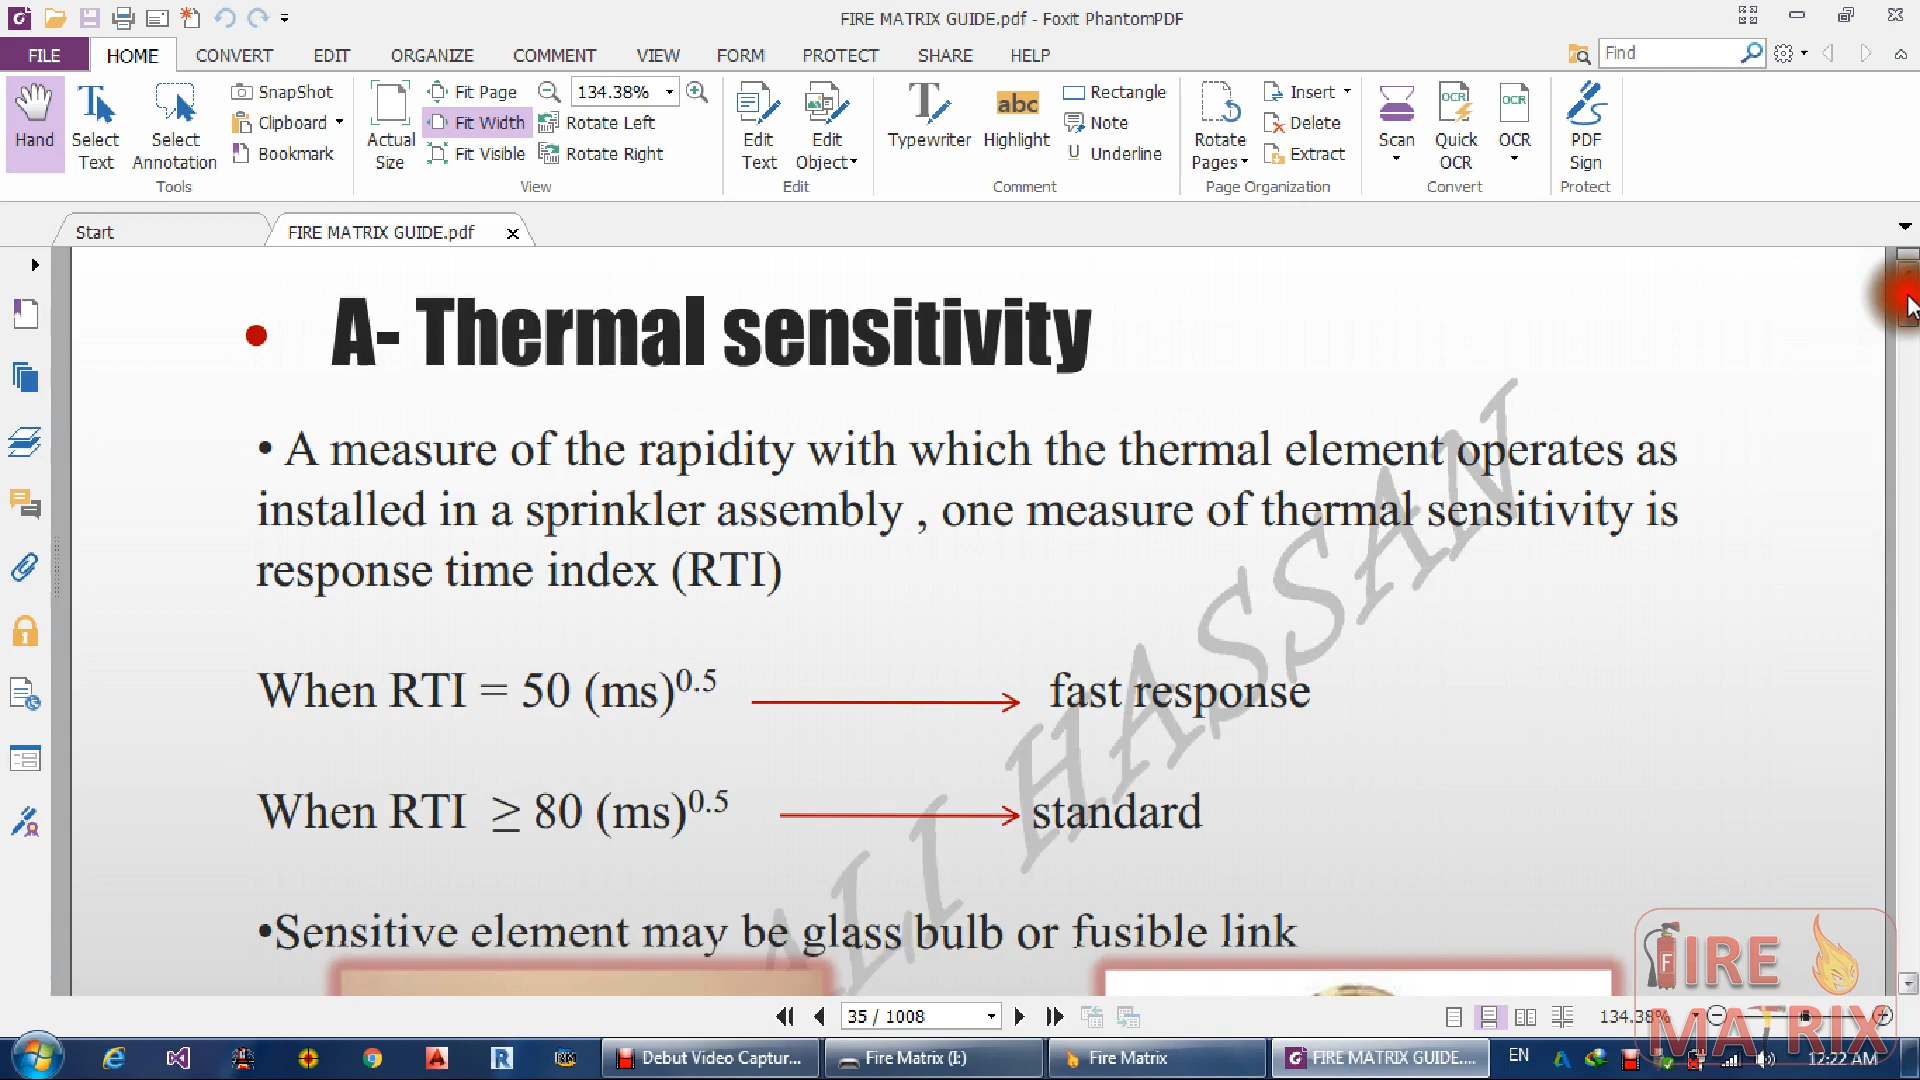 FIRE MATRIX GUIDE.pdf - Foxit PhantomPDF
FILE HOME CONVERT EDIT ORGANIZE COMMENT VIEW FORM PROTECT SHARE HELP Find
Hand
Select Text
Select Annotation
SnapShot
Clipboard
Bookmark
Tools
Actual Size
Fit Page
Fit Width
Fit Visible
134.38%
Rotate Left
Rotate Right
View
Edit Text
Edit Object
Edit
Typewriter
abc
Highlight
Rectangle
Note
U Underline
Comment
Rotate Pages
Insert
Delete
Extract
Page Organization
Scan
OCR
Quick OCR
OCR
OCR
Convert
PDF Sign
Protect
Start
FIRE MATRIX GUIDE.pdf
• A- Thermal sensitivity
• A measure of the rapidity with which the thermal element operates as
installed in a sprinkler assembly , one measure of thermal sensitivity is
response time index (RTI)
When RTI = 50 (ms)^0.5 fast response
When RTI ≥ 80 (ms)^0.5 standard
•Sensitive element may be glass bulb or fusible link
ALI HASSAN
FIRE
MATRIX
35 / 1008
134.38%
Debut Video Captur...
Fire Matrix (I:)
Fire Matrix
FIRE MATRIX GUIDE....
EN
12:22 AM